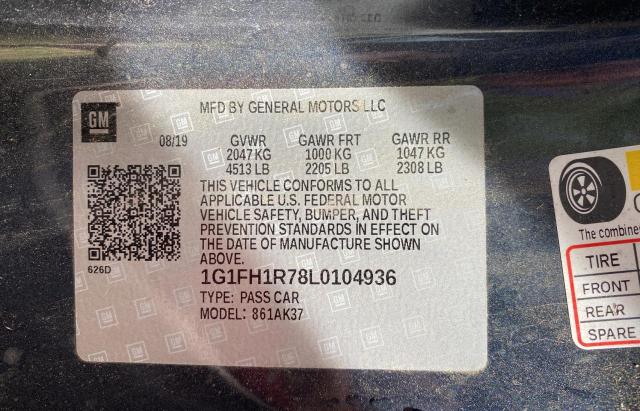 GM
MFD BY GENERAL MOTORS LLC
08/19 GVWR GAWR FRT GAWR RR
2047 KG 1000 KG 1047 KG
4513 LB 2205 LB 2308 LB
THIS VEHICLE CONFORMS TO ALL
APPLICABLE U.S. FEDERAL MOTOR
VEHICLE SAFETY, BUMPER, AND THEFT
PREVENTION STANDARDS IN EFFECT ON
THE DATE OF MANUFACTURE SHOWN
ABOVE.
626D
1G1FH1R78L0104936
TYPE: PASS CAR
MODEL: 861AK37
The combine
TIRE
FRONT
REAR
SPARE